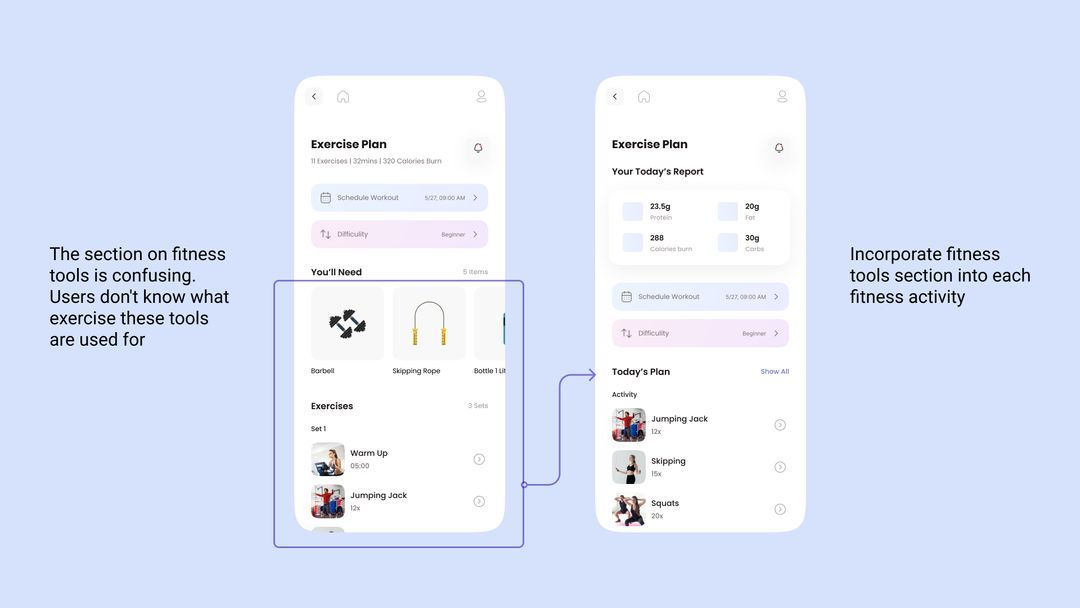 The section on fitness
tools is confusing.
Users don't know what
exercise these tools
are used for
Exercise Plan
11 Exercises | 32mins | 320 Calories Burn
Schedule Workout
5/27, 09:00 AM
Difficulity
Beginner
You'll Need
5 Items
Barbell
Skipping Rope
Bottle 1 Lit
Exercises
3 Sets
Set 1
Warm Up
05:00
Jumping Jack
12x
Exercise Plan
Your Today's Report
23.5g
Protein
20g
Fat
288
Calories burn
30g
Carbs
Schedule Workout
5/27, 09:00 AM
Difficulity
Beginner
Today's Plan
Show All
Activity
Jumping Jack
12x
Skipping
15x
Squats
20x
Incorporate fitness
tools section into each
fitness activity